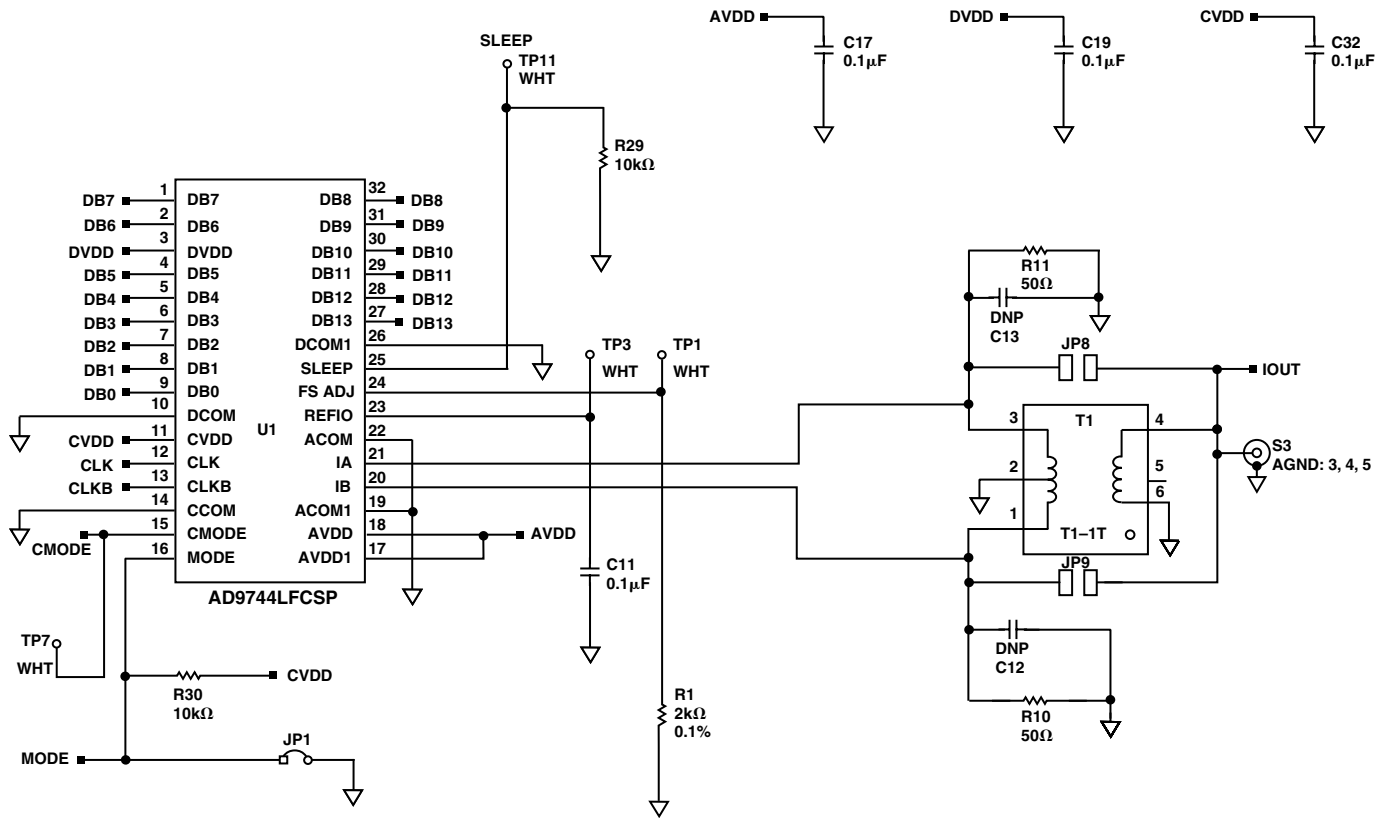 AVDD
C17
0.1µF
DVDD
C19
0.1µF
CVDD
C32
0.1µF
SLEEP
TP11
WHT
R29
10kΩ
DB7 1 DB7 DB8 32 DB8
DB6 2 DB6 DB9 31 DB9
DVDD 3 DVDD DB10 30 DB10
DB5 4 DB5 DB11 29 DB11
DB4 5 DB4 DB12 28 DB12
DB3 6 DB3 DB13 27 DB13
DB2 7 DB2 DCOM1 26
DB1 8 DB1 SLEEP 25
DB0 9 DB0 FS ADJ 24
10 DCOM REFIO 23
CVDD 11 CVDD U1 ACOM 22
CLK 12 CLK IA 21
CLKB 13 CLKB IB 20
14 CCOM ACOM1 19
CMODE 15 CMODE AVDD 18 AVDD
16 MODE AVDD1 17
AD9744LFCSP
TP3
WHT
TP1
WHT
C11
0.1µF
R1
2kΩ
0.1%
TP7
WHT
R30
10kΩ
CVDD
MODE
JP1
R11
50Ω
DNP
C13
JP8
IOUT
3 T1 4
2 5
6
1 T1–1T
S3
AGND: 3, 4, 5
JP9
DNP
C12
R10
50Ω